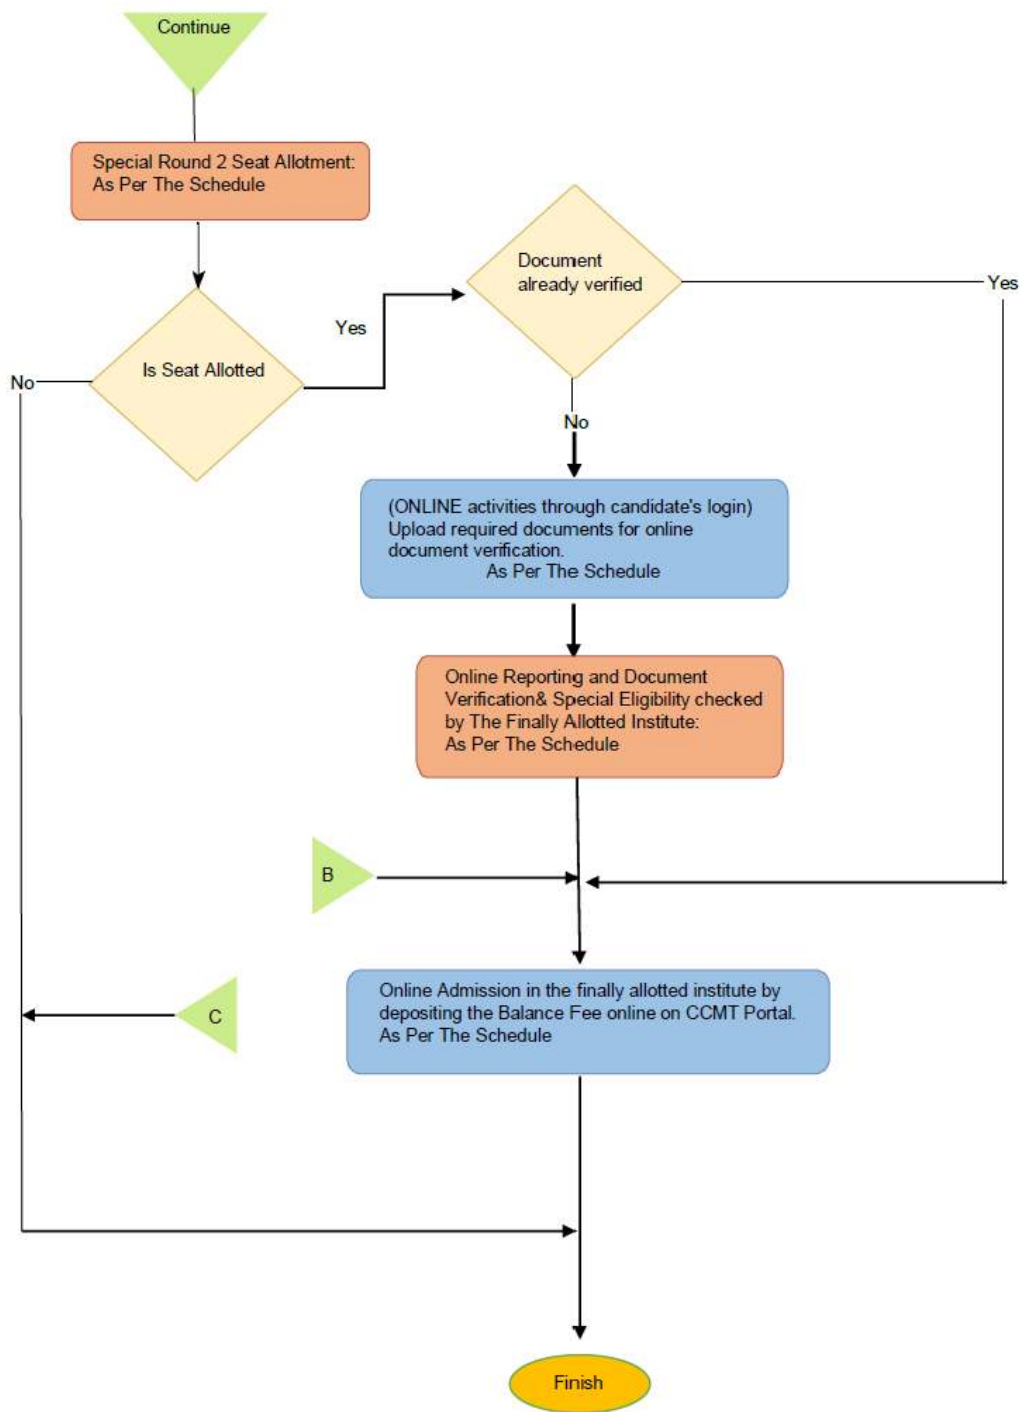 Continue
Special Round 2 Seat Allotment:
As Per The Schedule
Document
already verified
Yes
Yes
Is Seat Allotted
No
No
(ONLINE activities through candidate's login)
Upload required documents for online
document verification.
As Per The Schedule
Online Reporting and Document
Verification& Special Eligibility checked
by The Finally Allotted Institute:
As Per The Schedule
B
Online Admission in the finally allotted institute by
depositing the Balance Fee online on CCMT Portal.
As Per The Schedule
C
Finish